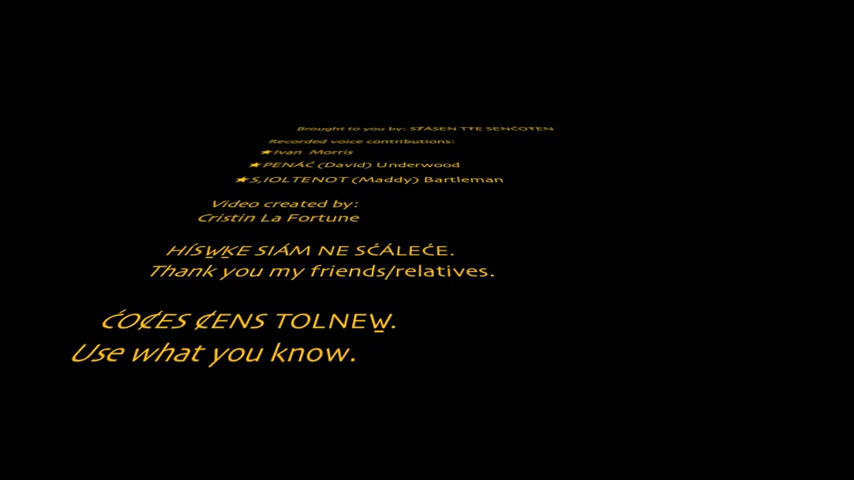 Brought to you by: SȾÁSEN TŦE SENĆOŦEN
Recorded voice contributions:
★Ivan Morris
★PENÁĆ (David) Underwood
★S,IOLTENOT (Maddy) Bartleman
Video created by:
Cristin La Fortune
HÍSW̱ḴE SIÁM NE SĆÁLEĆE.
Thank you my friends/relatives.
ĆOȻES ȻENS TOLNEW̱.
Use what you know.